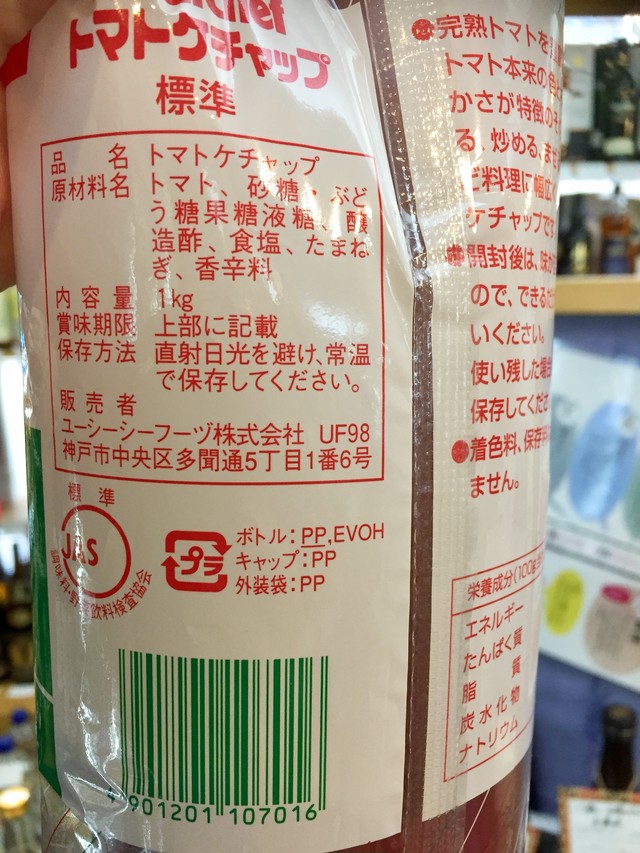 トマトケチャップ
標準
品 名 トマトケチャップ
原材料名 トマト、砂糖・ぶど
う糖果糖液糖、醸
造酢、食塩、たまね
ぎ、香辛料
内容量 1kg
賞味期限 上部に記載
保存方法 直射日光を避け、常温
で保存してください。
販売者
ユーシーシーフーヅ株式会社 UF98
神戸市中央区多聞通5丁目1番6号
標準
JAS
プラ
ボトル:PP,EVOH
キャップ:PP
外装袋:PP
4 901201 107016
●完熟トマトを
トマト本来の
かさが特徴の
る、炒める、
ご料理に幅広
ケチャップです
開封後は、
ので、できる
いください。
使い残した場合
保存してくださ
●着色料、保存
ません。
栄養成分(100g
エネルギー
たんぱく質
脂質
炭水化物
ナトリウム